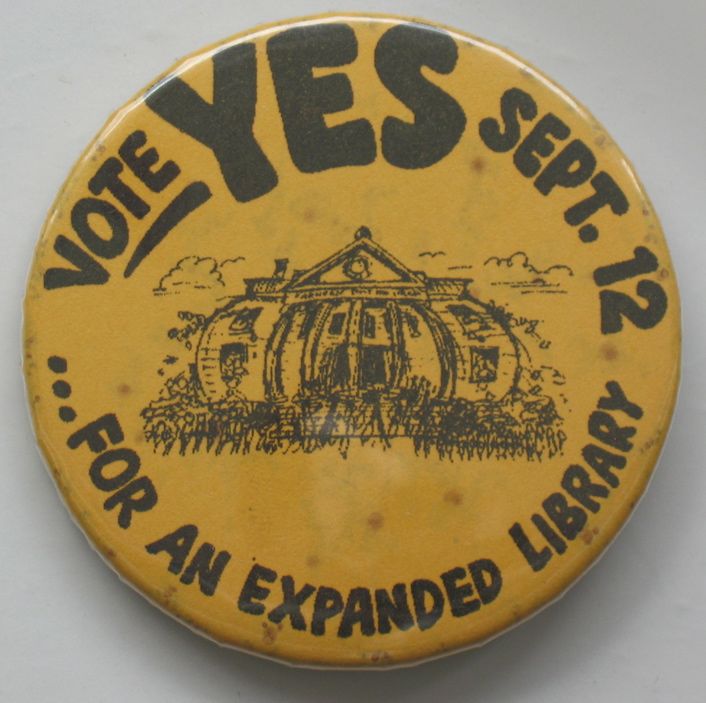 VOTE YES SEPT. 12
...FOR AN EXPANDED LIBRARY